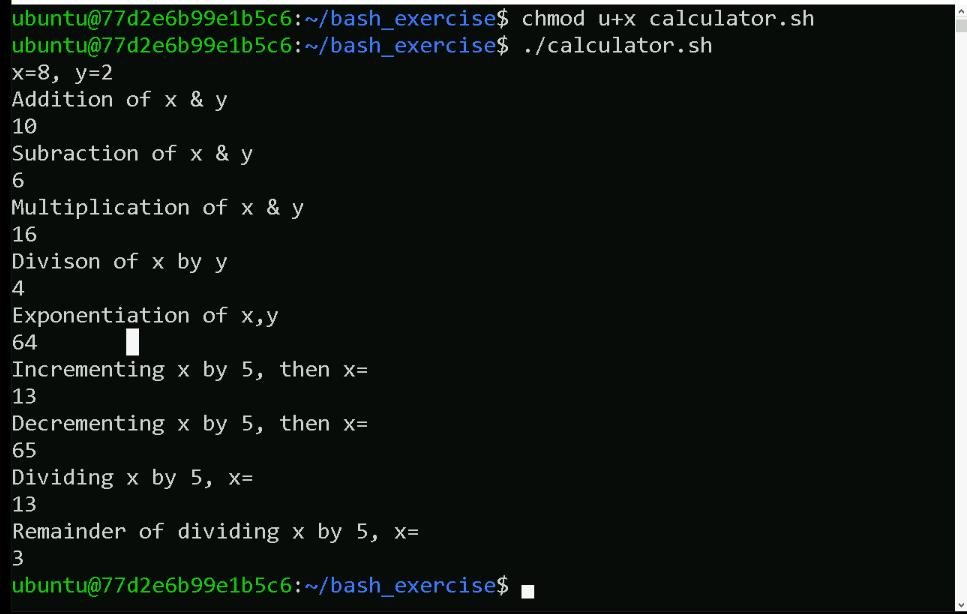 ubuntu@77d2e6b99e1b5c6:~/bash_exercise$ chmod u+x calculator.sh
ubuntu@77d2e6b99e1b5c6:~/bash_exercise$ ./calculator.sh
x=8, y=2
Addition of x & y
10
Subraction of x & y
6
Multiplication of x & y
16
Divison of x by y
4
Exponentiation of x,y
64
Incrementing x by 5, then x=
13
Decrementing x by 5, then x=
65
Dividing x by 5, x=
13
Remainder of dividing x by 5, x=
3
ubuntu@77d2e6b99e1b5c6:~/bash_exercise$